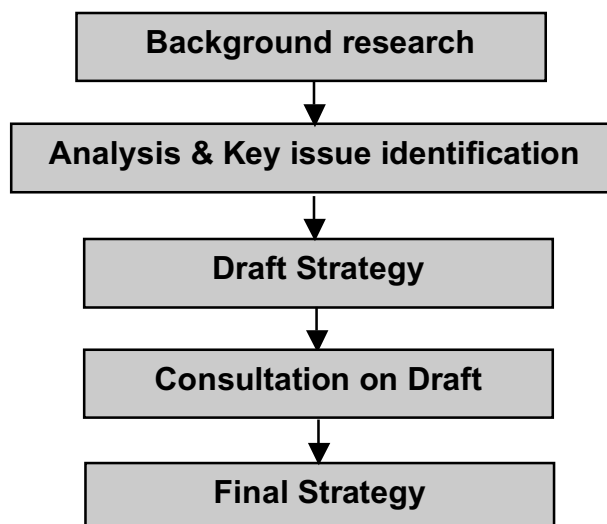 Background research
Analysis & Key issue identification
Draft Strategy
Consultation on Draft
Final Strategy